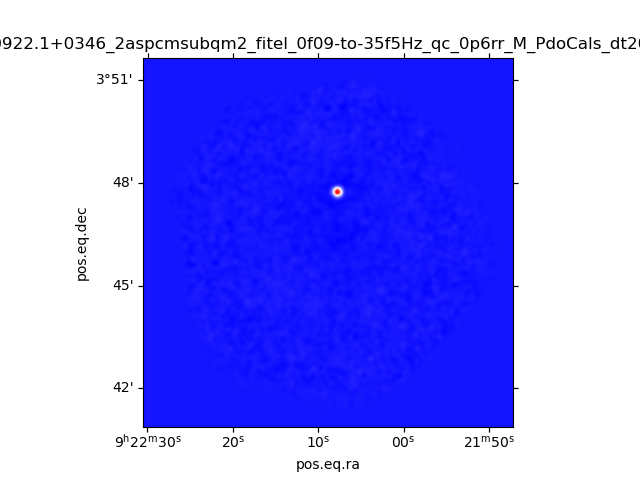 0922.1+0346_2aspcmsubqm2_fitel_0f09-to-35f5Hz_qc_0p6rr_M_PdoCals_dt20
3°51'
48'
45'
42'
pos.eq.dec
9ʰ22ᵐ30ˢ 20ˢ 10ˢ 00ˢ 21ᵐ50ˢ
pos.eq.ra